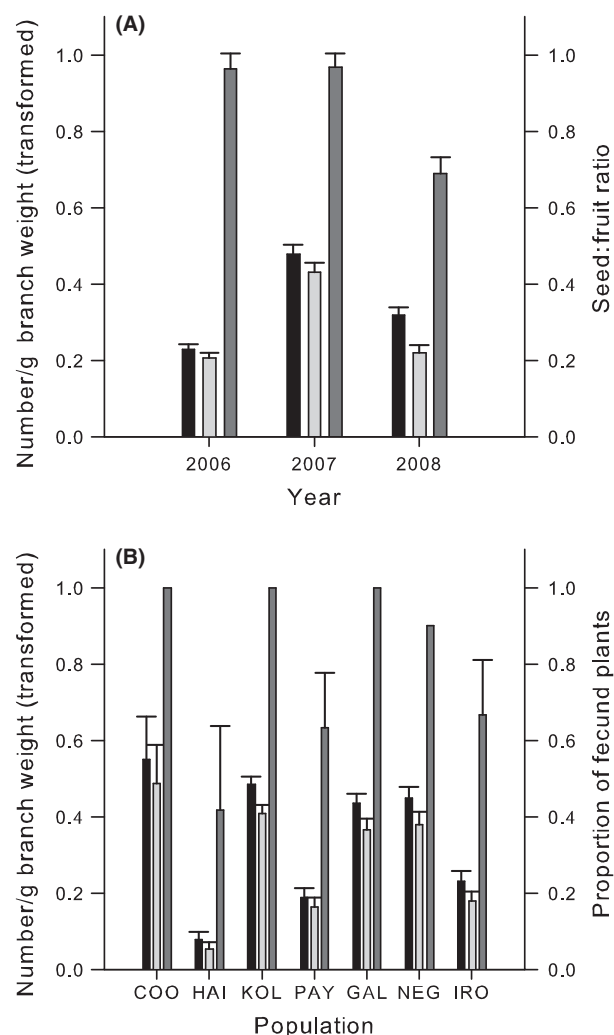 (A)
Number/g branch weight (transformed)
1.0
0.8
0.6
0.4
0.2
0.0
1.0
0.8
0.6
0.4
0.2
0.0
Seed:fruit ratio
2006 2007 2008
Year
(B)
Number/g branch weight (transformed)
1.0
0.8
0.6
0.4
0.2
0.0
1.0
0.8
0.6
0.4
0.2
0.0
Proportion of fecund plants
COO HAI KOL PAY GAL NEG IRO
Population